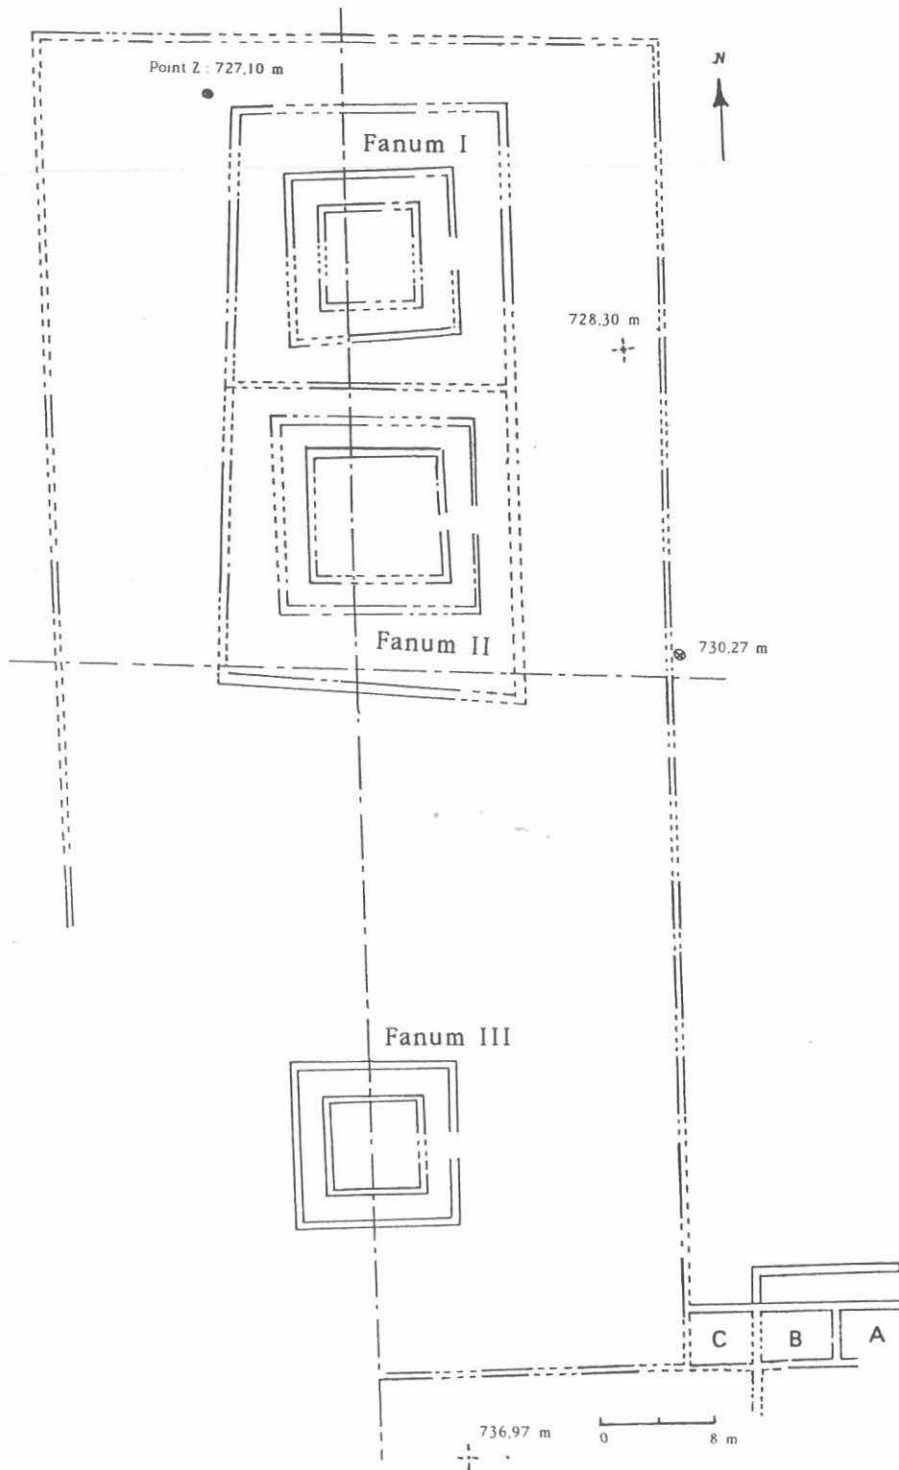 N
Point Z : 727,10 m
Fanum I
728,30 m
Fanum II
730,27 m
Fanum III
C B A
736,97 m
0 8 m